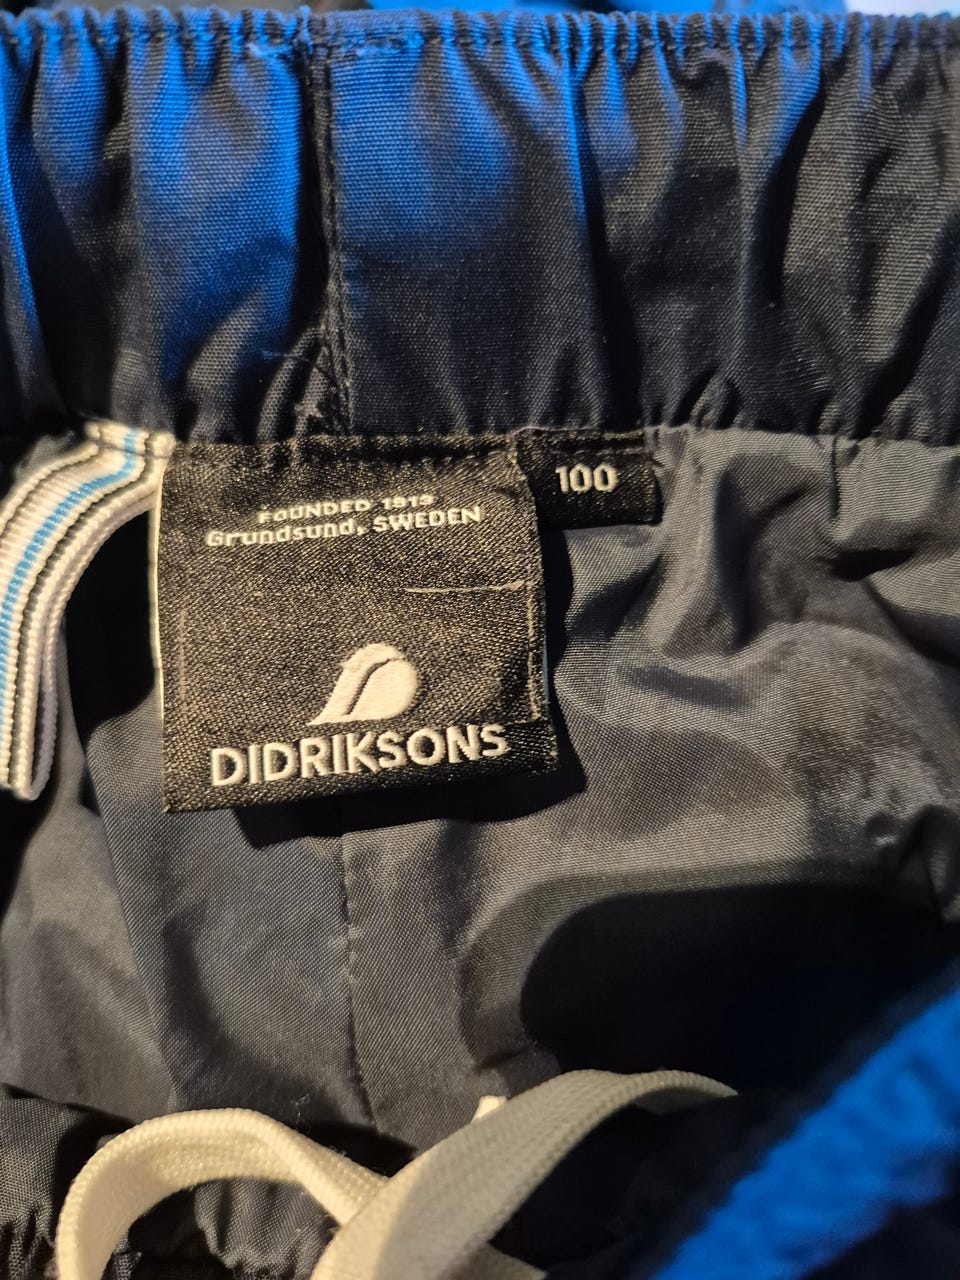 FOUNDED 1913
Grundsund, SWEDEN
DIDRIKSONS
100